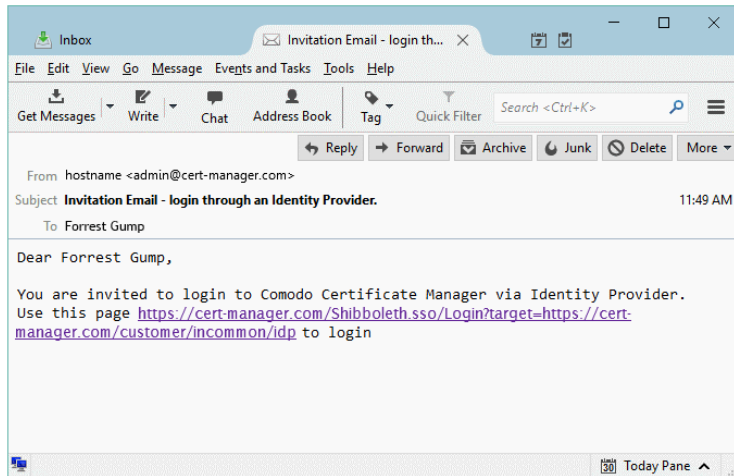 Inbox
Invitation Email - login th...
File Edit View Go Message Events and Tasks Tools Help
Get Messages Write Chat Address Book Tag Quick Filter Search <Ctrl+K>
Reply Forward Archive Junk Delete More
From hostname <admin@cert-manager.com>
Subject Invitation Email - login through an Identity Provider. 11:49 AM
To Forrest Gump
Dear Forrest Gump,
You are invited to login to Comodo Certificate Manager via Identity Provider.
Use this page https://cert-manager.com/Shibboleth.sso/Login?target=https://cert-
manager.com/customer/incommon/idp to login
30 Today Pane